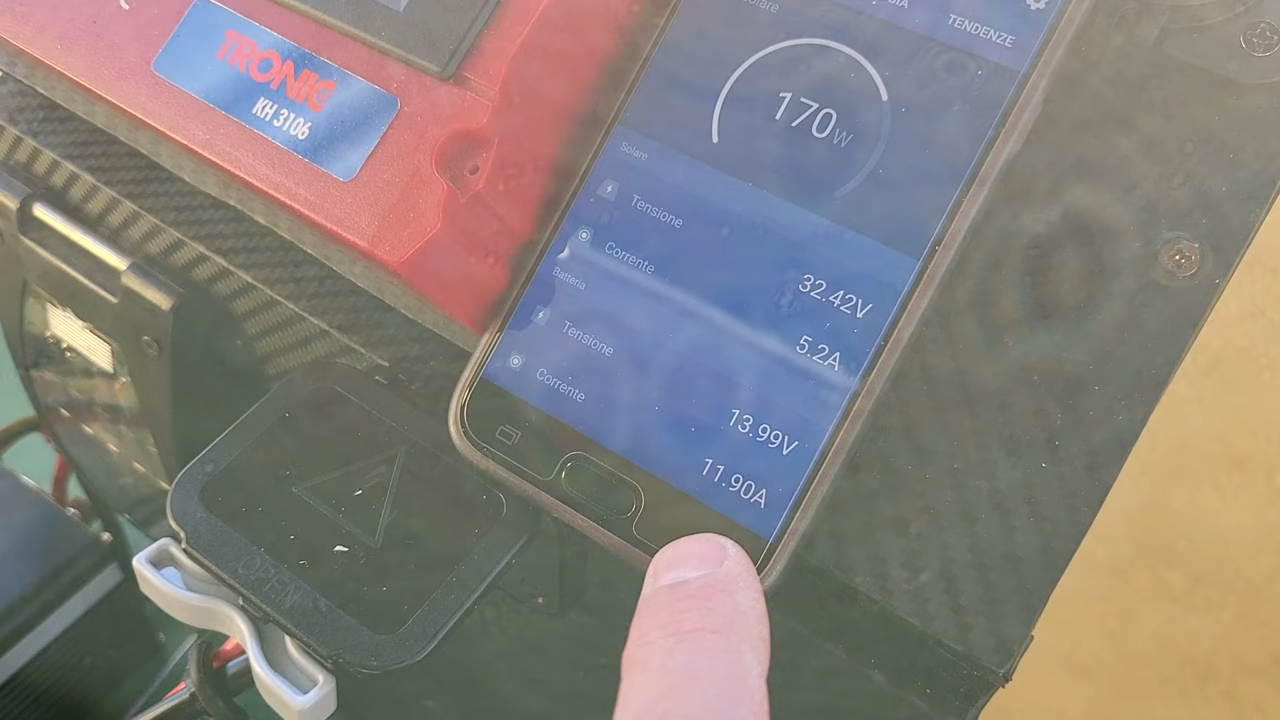 TRONIC
KH 3106
TENDENZE
170W
Solare
Tensione
32.42V
Corrente
5.2A
Batteria
Tensione
13.99V
Corrente
11.90A
OPEN